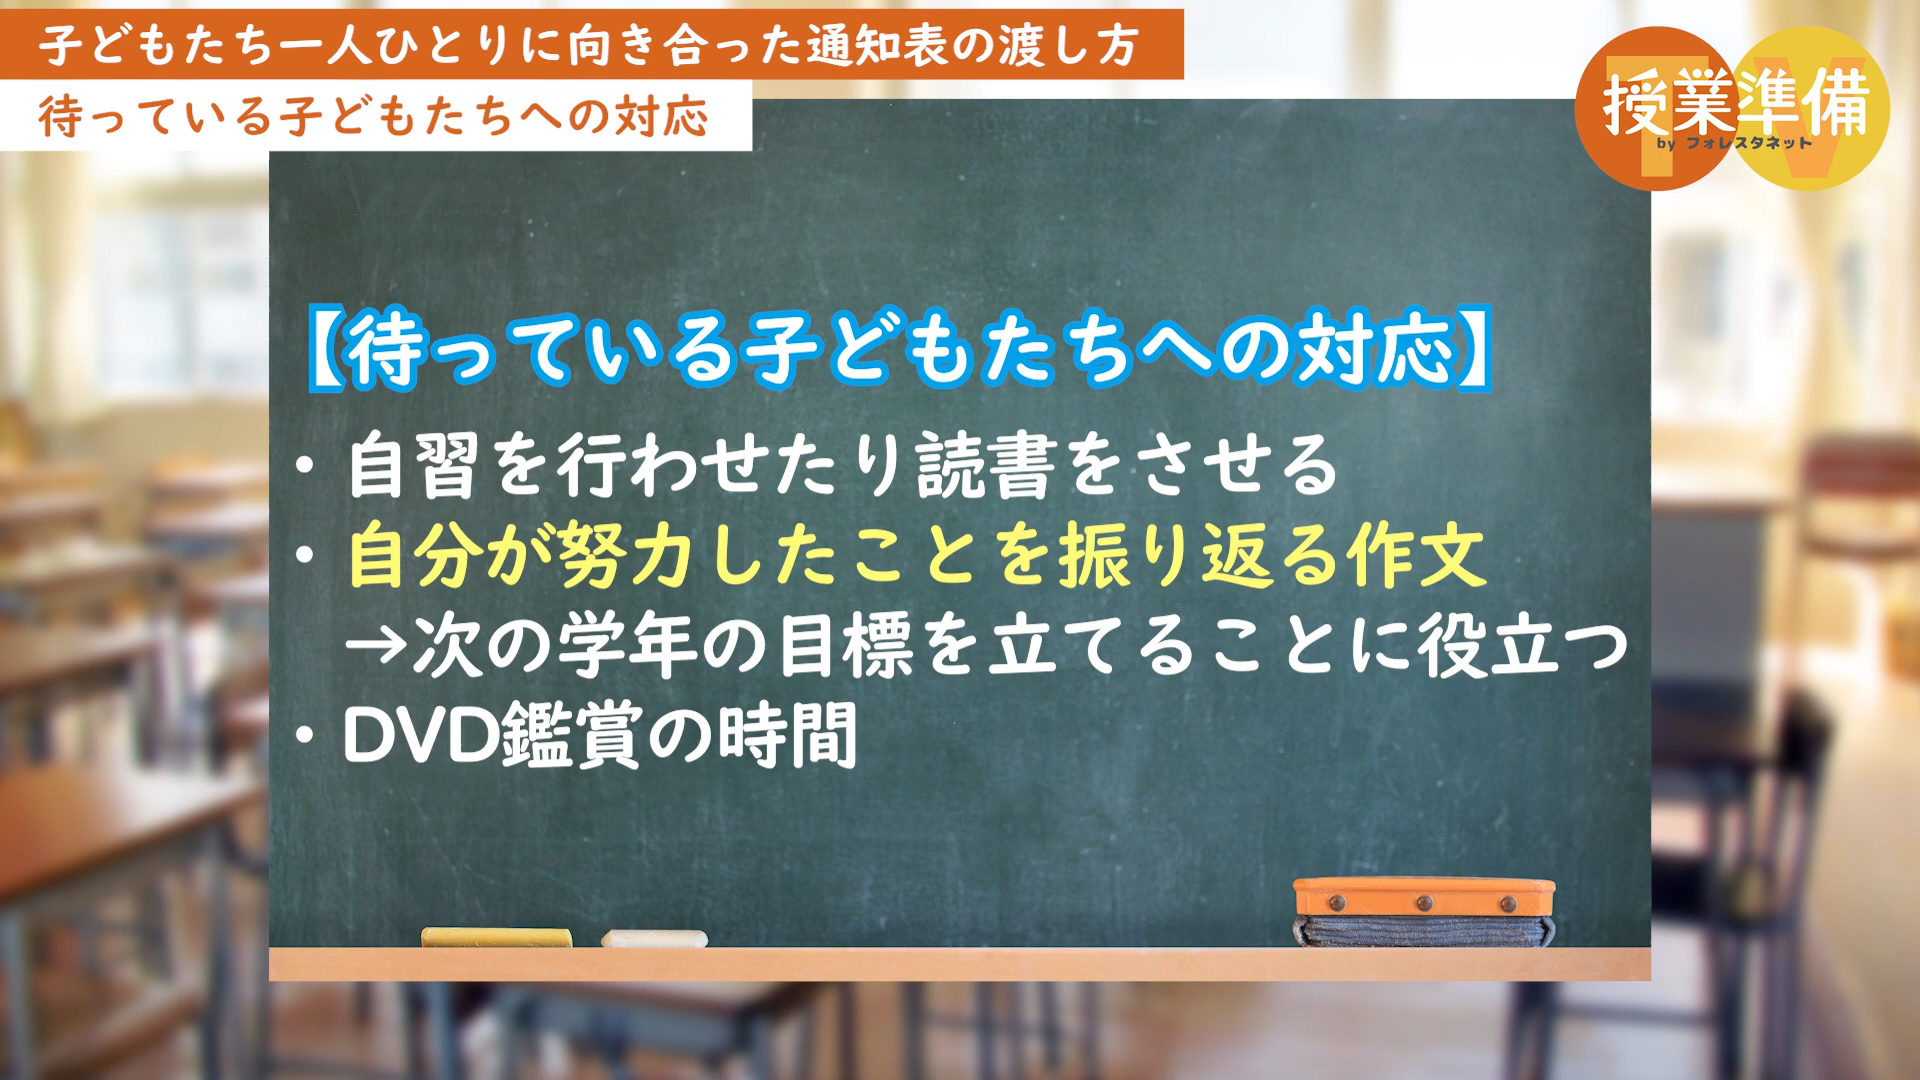 子どもたち一人ひとりに向き合った通知表の渡し方
待っている子どもたちへの対応
TV
授業準備
by フォレスタネット
【待っている子どもたちへの対応】
・自習を行わせたり読書をさせる
・自分が努力したことを振り返る作文
→次の学年の目標を立てることに役立つ
・DVD鑑賞の時間